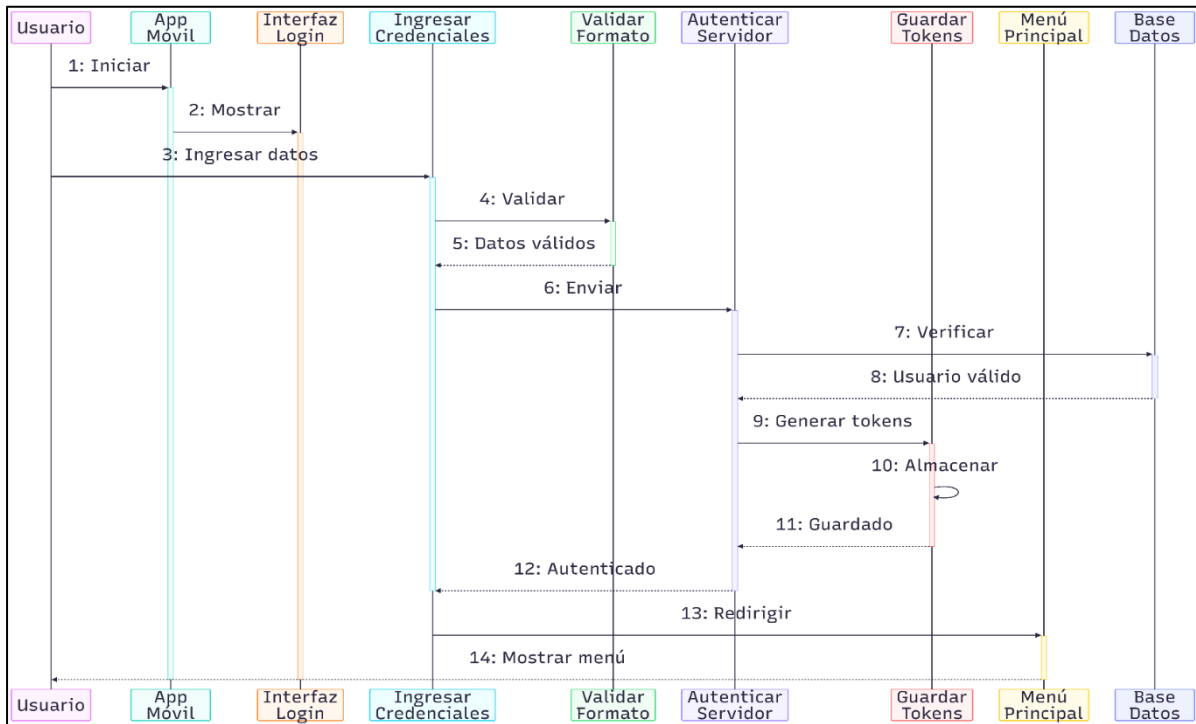 Usuario
App
Móvil
Interfaz
Login
Ingresar
Credenciales
Validar
Formato
Autenticar
Servidor
Guardar
Tokens
Menú
Principal
Base
Datos
1: Iniciar
2: Mostrar
3: Ingresar datos
4: Validar
5: Datos válidos
6: Enviar
7: Verificar
8: Usuario válido
9: Generar tokens
10: Almacenar
11: Guardado
12: Autenticado
13: Redirigir
14: Mostrar menú
Usuario
App
Móvil
Interfaz
Login
Ingresar
Credenciales
Validar
Formato
Autenticar
Servidor
Guardar
Tokens
Menú
Principal
Base
Datos